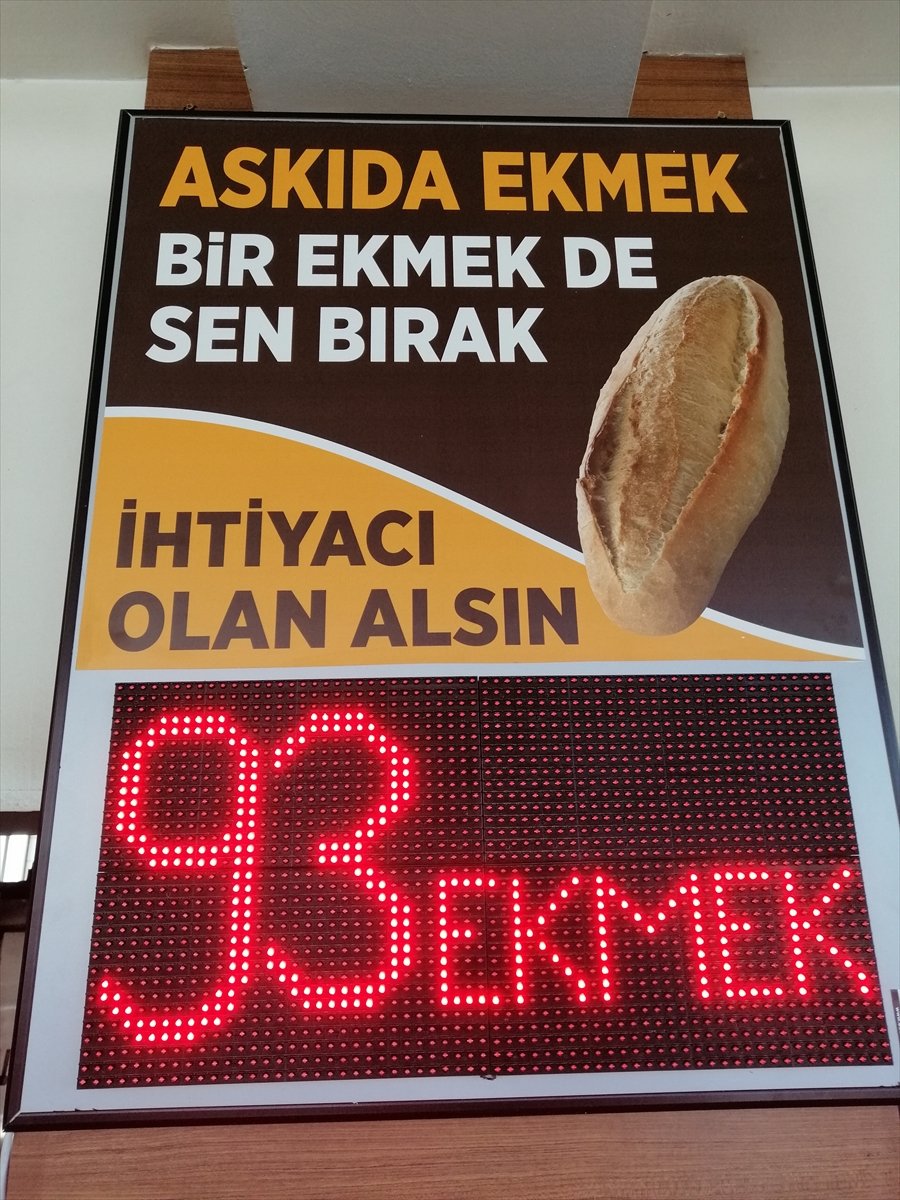 ASKIDA EKMEK
BİR EKMEK DE
SEN BIRAK
İHTİYACI
OLAN ALSIN
93 EKMEK